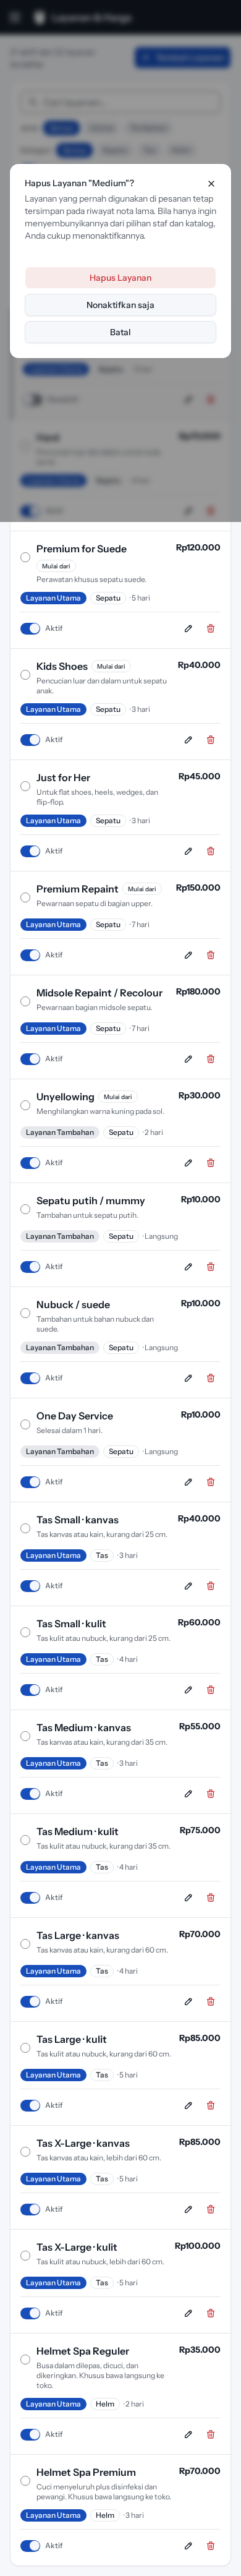 Layanan & Harga
Hapus Layanan "Medium"?
Layanan yang pernah digunakan di pesanan tetap
tersimpan pada riwayat nota lama. Bila hanya ingin
menyembunyikannya dari pilihan staf dan katalog,
Anda cukup menonaktifkannya.
Hapus Layanan
Nonaktifkan saja
Batal
Premium for Suede Rp120.000
Mulai dari
Perawatan khusus sepatu suede.
Layanan Utama Sepatu ·5 hari
Aktif
Kids Shoes Mulai dari Rp40.000
Pencucian luar dan dalam untuk sepatu
anak.
Layanan Utama Sepatu ·3 hari
Aktif
Just for Her Rp45.000
Untuk flat shoes, heels, wedges, dan
flip-flop.
Layanan Utama Sepatu ·3 hari
Aktif
Premium Repaint Mulai dari Rp150.000
Pewarnaan sepatu di bagian upper.
Layanan Utama Sepatu ·7 hari
Aktif
Midsole Repaint / Recolour Rp180.000
Pewarnaan bagian midsole sepatu.
Layanan Utama Sepatu ·7 hari
Aktif
Unyellowing Mulai dari Rp30.000
Menghilangkan warna kuning pada sol.
Layanan Tambahan Sepatu ·2 hari
Aktif
Sepatu putih / mummy Rp10.000
Tambahan untuk sepatu putih.
Layanan Tambahan Sepatu ·Langsung
Aktif
Nubuck / suede Rp10.000
Tambahan untuk bahan nubuck dan
suede.
Layanan Tambahan Sepatu ·Langsung
Aktif
One Day Service Rp10.000
Selesai dalam 1 hari.
Layanan Tambahan Sepatu ·Langsung
Aktif
Tas Small · kanvas Rp40.000
Tas kanvas atau kain, kurang dari 25 cm.
Layanan Utama Tas ·3 hari
Aktif
Tas Small · kulit Rp60.000
Tas kulit atau nubuck, kurang dari 25 cm.
Layanan Utama Tas ·4 hari
Aktif
Tas Medium · kanvas Rp55.000
Tas kanvas atau kain, kurang dari 35 cm.
Layanan Utama Tas ·3 hari
Aktif
Tas Medium · kulit Rp75.000
Tas kulit atau nubuck, kurang dari 35 cm.
Layanan Utama Tas ·4 hari
Aktif
Tas Large · kanvas Rp70.000
Tas kanvas atau kain, kurang dari 60 cm.
Layanan Utama Tas ·4 hari
Aktif
Tas Large · kulit Rp85.000
Tas kulit atau nubuck, kurang dari 60 cm.
Layanan Utama Tas ·5 hari
Aktif
Tas X-Large · kanvas Rp85.000
Tas kanvas atau kain, lebih dari 60 cm.
Layanan Utama Tas ·5 hari
Aktif
Tas X-Large · kulit Rp100.000
Tas kulit atau nubuck, lebih dari 60 cm.
Layanan Utama Tas ·5 hari
Aktif
Helmet Spa Reguler Rp35.000
Busa dalam dilepas, dicuci, dan
dikeringkan. Khusus bawa langsung ke
toko.
Layanan Utama Helm ·2 hari
Aktif
Helmet Spa Premium Rp70.000
Cuci menyeluruh plus disinfeksi dan
pewangi. Khusus bawa langsung ke toko.
Layanan Utama Helm ·3 hari
Aktif